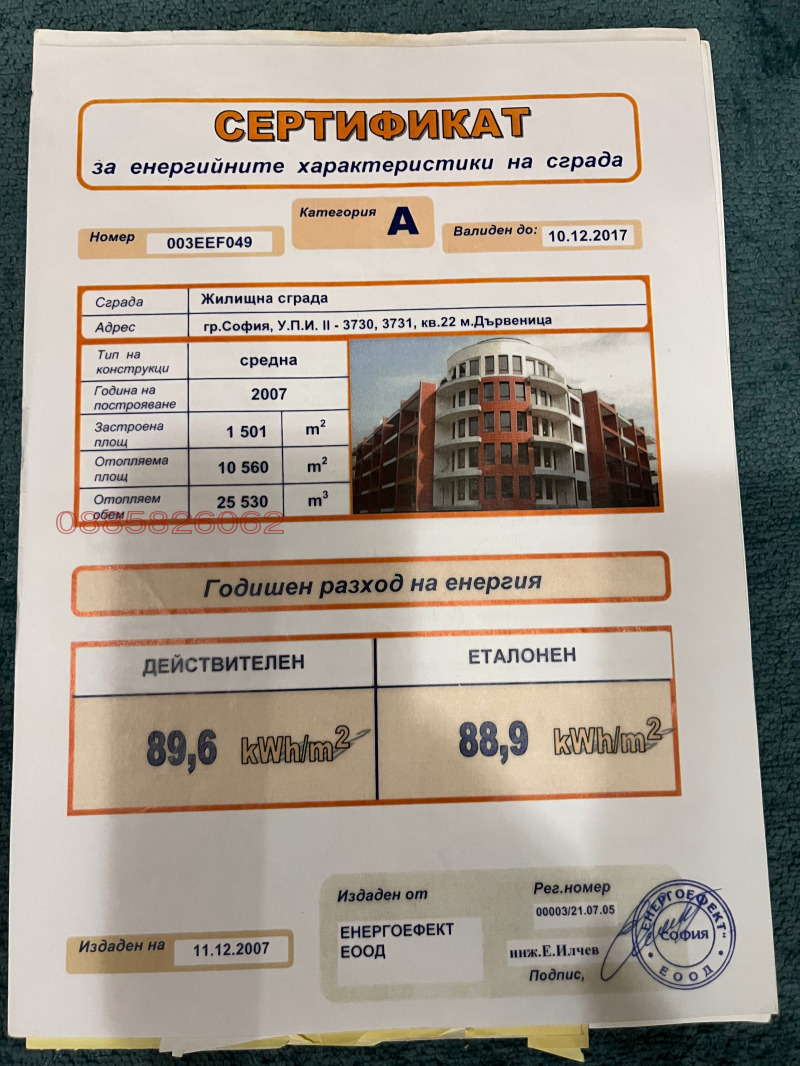 СЕРТИФИКАТ
за енергийните характеристики на сграда
Номер 003EEF049
Категория A
Валиден до: 10.12.2017
Сграда Жилищна сграда
Адрес гр.София, У.П.И. II - 3730, 3731, кв.22 м.Дървеница
Тип на
конструкци
средна
Година на
построяване
2007
Застроена
площ
1 501 m²
Отопляема
площ
10 560 m²
Отопляем
обем
25 530 m³
0885826062
Годишен разход на енергия
ДЕЙСТВИТЕЛЕН
ЕТАЛОНЕН
89,6 kWh/m²
88,9 kWh/m²
Издаден на 11.12.2007
Издаден от
ЕНЕРГОЕФЕКТ
ЕООД
Рег.номер
00003/21.07.05
инж.Е.Илчев
Подпис,
"ЕНЕРГОЕФЕКТ"
СОФИЯ
ЕООД